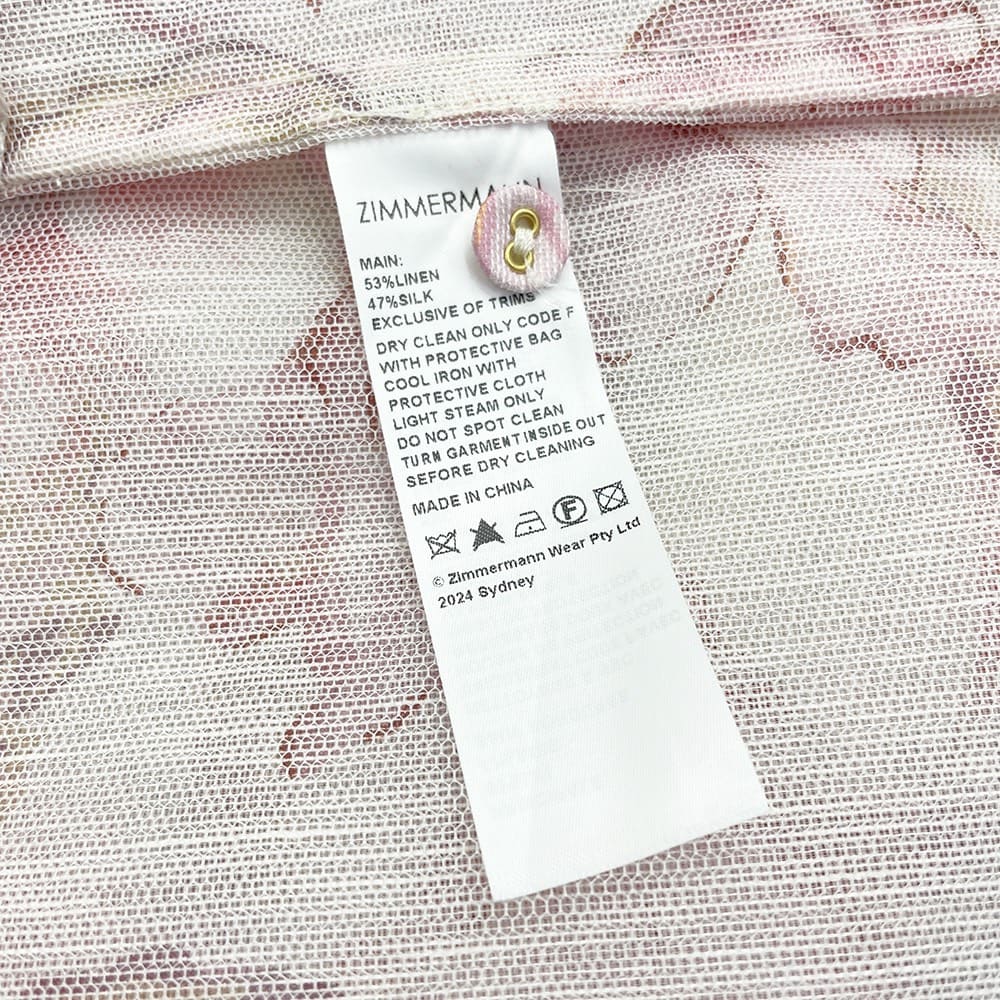 ZIMMERMANN
MAIN:
53%LINEN
47%SILK
EXCLUSIVE OF TRIMS
DRY CLEAN ONLY CODE F
WITH PROTECTIVE BAG
COOL IRON WITH
PROTECTIVE CLOTH
LIGHT STEAM ONLY
DO NOT SPOT CLEAN
TURN GARMENT INSIDE OUT
SEFORE DRY CLEANING
MADE IN CHINA
F
© Zimmermann Wear Pty Ltd
2024 Sydney